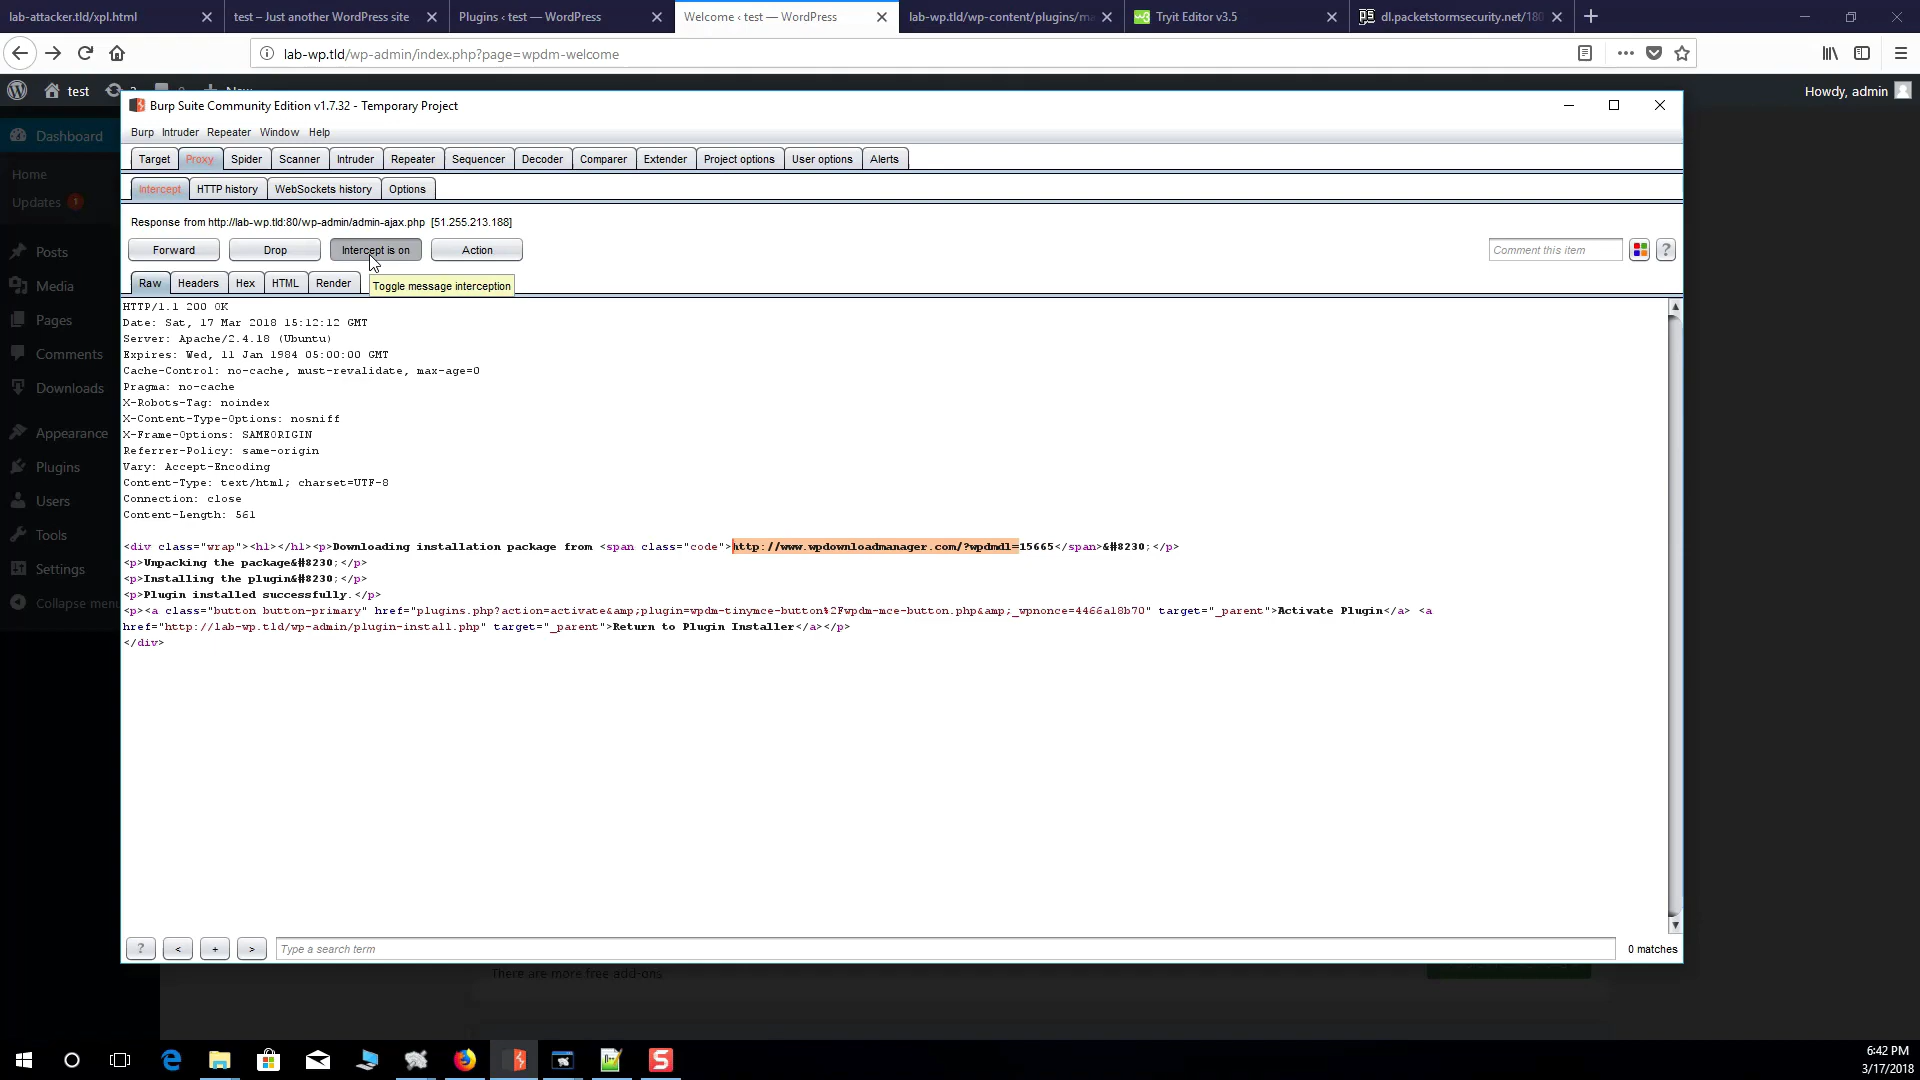 lab-attacker.tld/xpl.html
test – Just another WordPress site
Plugins ‹ test — WordPress
Welcome ‹ test — WordPress
lab-wp.tld/wp-content/plugins/ma
Tryit Editor v3.5
dl.packetstormsecurity.net/180
lab-wp.tld/wp-admin/index.php?page=wpdm-welcome
test
New
Howdy, admin
Burp Suite Community Edition v1.7.32 - Temporary Project
Burp Intruder Repeater Window Help
Dashboard
Target Proxy Spider Scanner Intruder Repeater Sequencer Decoder Comparer Extender Project options User options Alerts
Home
Intercept HTTP history WebSockets history Options
Updates 1
Response from http://lab-wp.tld:80/wp-admin/admin-ajax.php [51.255.213.188]
Posts
Forward Drop Intercept is on Action Comment this item ?
Media
Raw Headers Hex HTML Render
Toggle message interception
Pages
Comments
Downloads
Appearance
Plugins
Users
Tools
Settings
Collapse menu
HTTP/1.1 200 OK
Date: Sat, 17 Mar 2018 15:12:12 GMT
Server: Apache/2.4.18 (Ubuntu)
Expires: Wed, 11 Jan 1984 05:00:00 GMT
Cache-Control: no-cache, must-revalidate, max-age=0
Pragma: no-cache
X-Robots-Tag: noindex
X-Content-Type-Options: nosniff
X-Frame-Options: SAMEORIGIN
Referrer-Policy: same-origin
Vary: Accept-Encoding
Content-Type: text/html; charset=UTF-8
Connection: close
Content-Length: 561
<div class="wrap"><h1></h1><p>Downloading installation package from <span class="code">http://www.wpdownloadmanager.com/?wpdmdl=15665</span>&#8230;</p>
<p>Unpacking the package&#8230;</p>
<p>Installing the plugin&#8230;</p>
<p>Plugin installed successfully.</p>
<p><a class="button button-primary" href="plugins.php?action=activate&amp;plugin=wpdm-tinymce-button%2Fwpdm-mce-button.php&amp;_wpnonce=4466a18b70" target="_parent">Activate Plugin</a> <a
href="http://lab-wp.tld/wp-admin/plugin-install.php" target="_parent">Return to Plugin Installer</a></p>
</div>
? < + > Type a search term 0 matches
There are more free add-ons
6:42 PM
3/17/2018